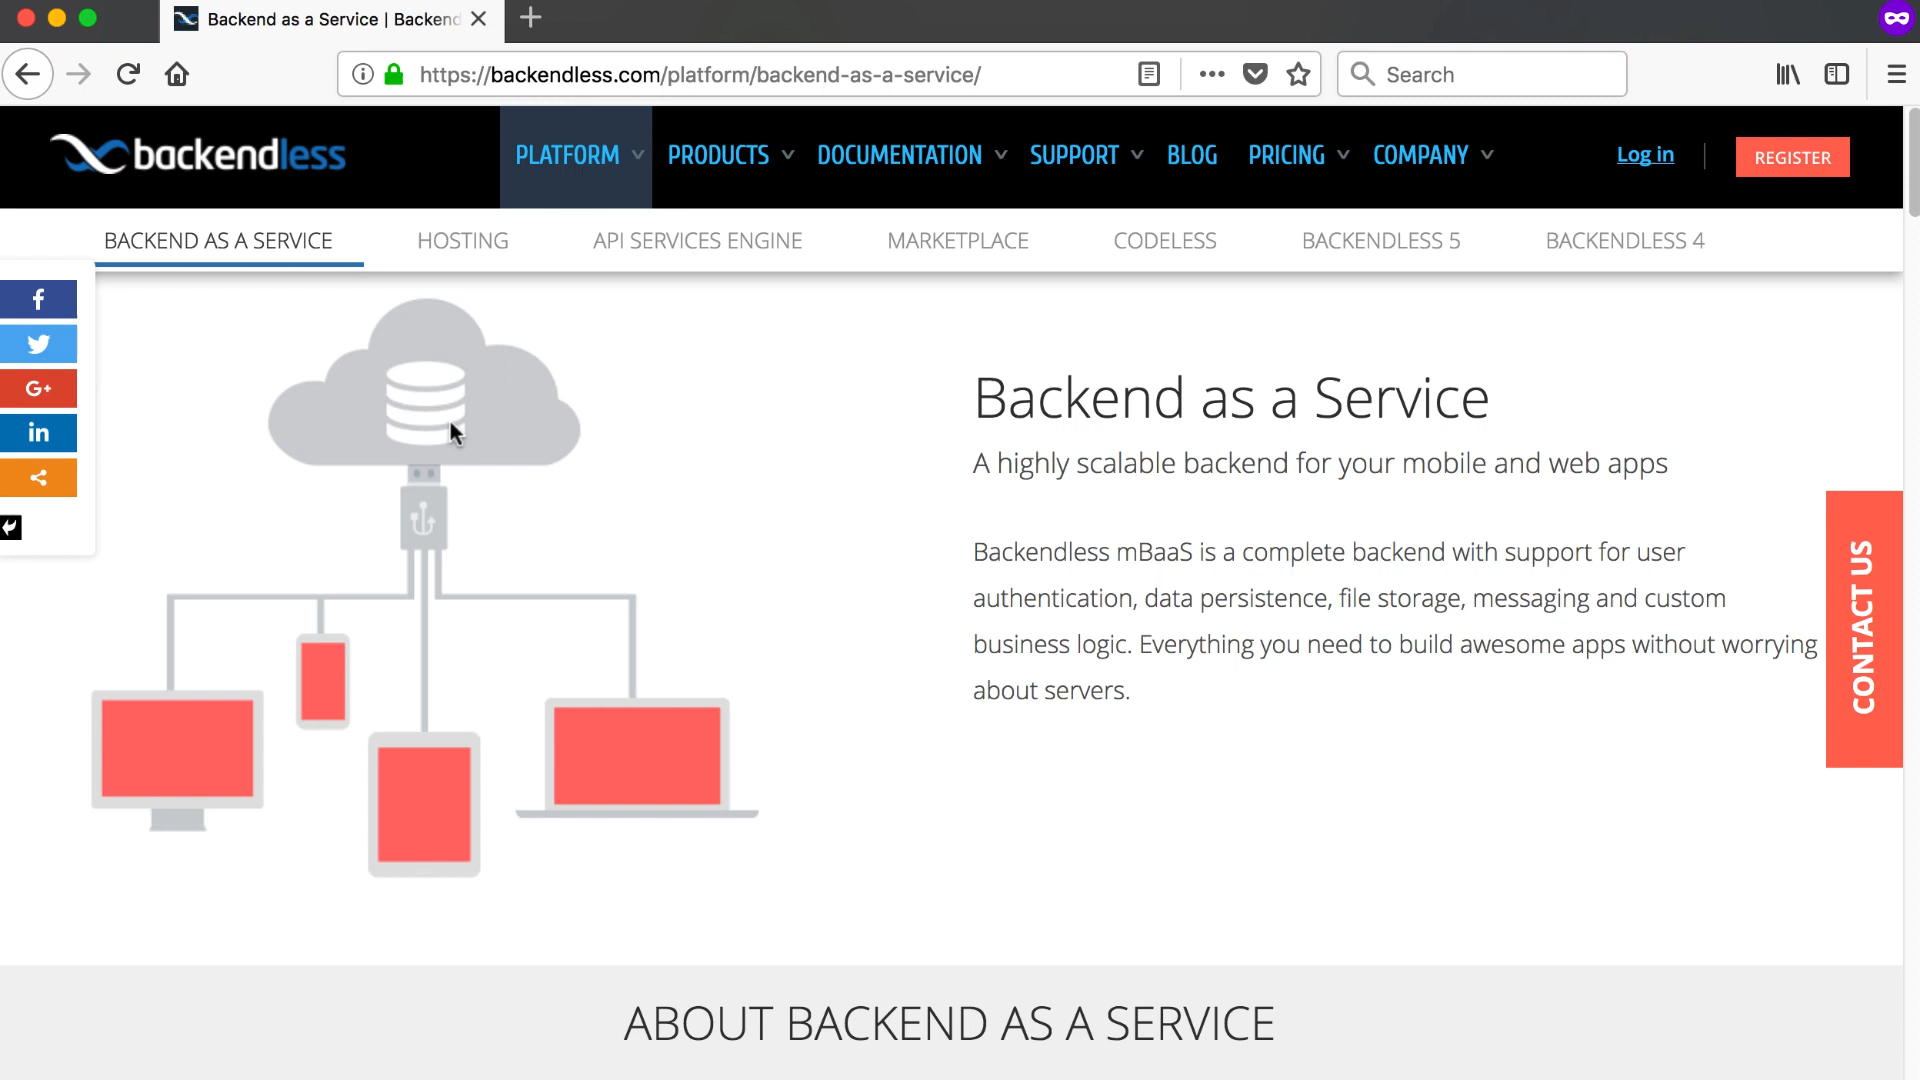 Backend as a Service | Backend
https://backendless.com/platform/backend-as-a-service/
Search
backendless
PLATFORM PRODUCTS DOCUMENTATION SUPPORT BLOG PRICING COMPANY Log in REGISTER
BACKEND AS A SERVICE HOSTING API SERVICES ENGINE MARKETPLACE CODELESS BACKENDLESS 5 BACKENDLESS 4
f
G+
in
Backend as a Service
A highly scalable backend for your mobile and web apps
Backendless mBaaS is a complete backend with support for user
authentication, data persistence, file storage, messaging and custom
business logic. Everything you need to build awesome apps without worrying
about servers.
CONTACT US
ABOUT BACKEND AS A SERVICE